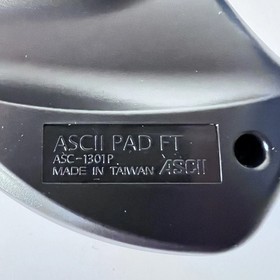 ASCII PAD FT
ASC-1301P
MADE IN TAIWAN ASCII